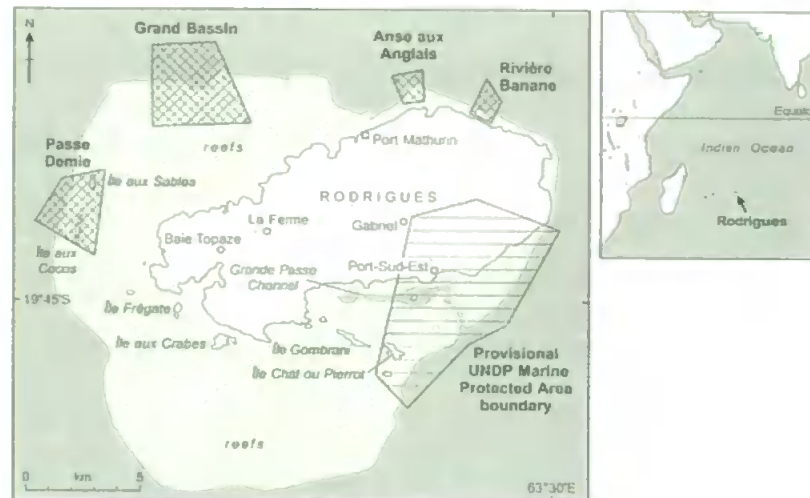 N
Grand Bassin
Anse aux
Anglais
Rivière
Banane
reefs
Port Mathurin
Passe
Demie
Île aux Sables
RODRIGUES
La Ferme
Gabriel
Baie Topaze
Île aux
Cocos
Grande Passe
Channel
Port-Sud-Est
19°45'S
Île Frégate
Île aux Crabes
Île Gombrani
Île Chat ou Pierrot
Provisional
UNDP Marine
Protected Area
boundary
reefs
0 km 5
63°30'E
Equator
Indian Ocean
Rodrigues